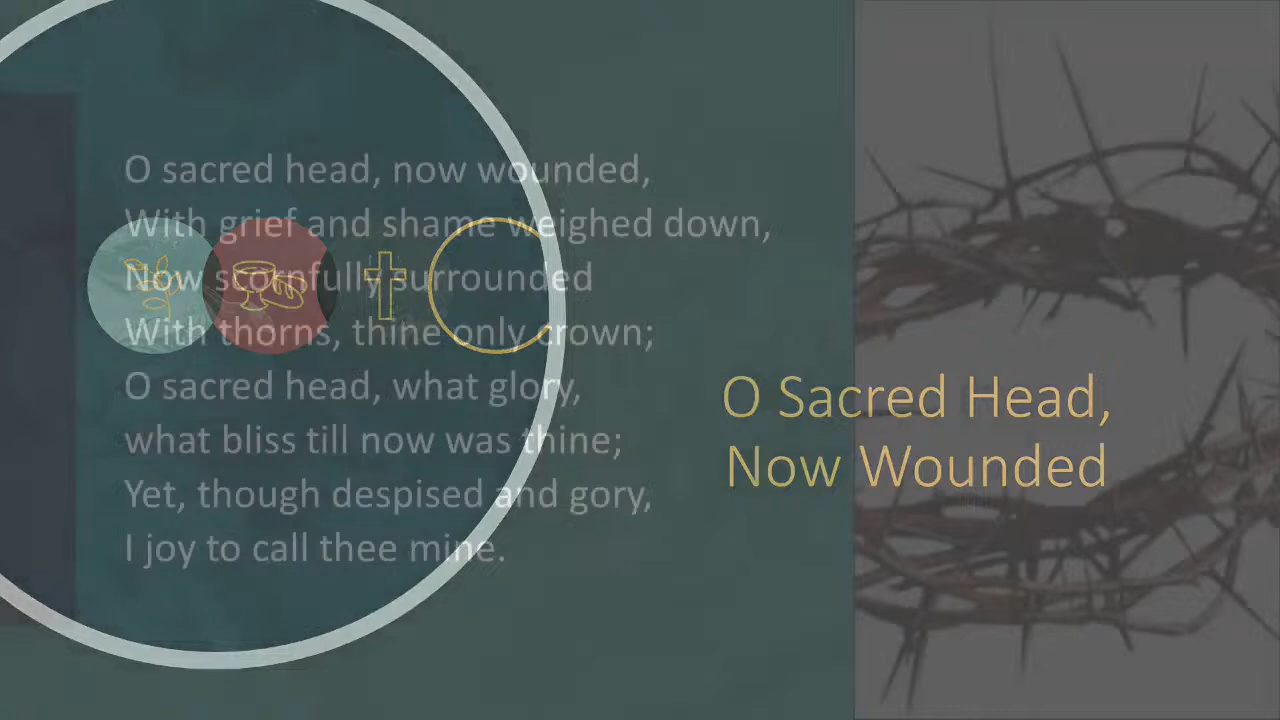 O sacred head, now wounded,
With grief and shame weighed down,
Now scornfully surrounded
With thorns, thine only crown;
O sacred head, what glory,
what bliss till now was thine;
Yet, though despised and gory,
I joy to call thee mine.
O Sacred Head,
Now Wounded